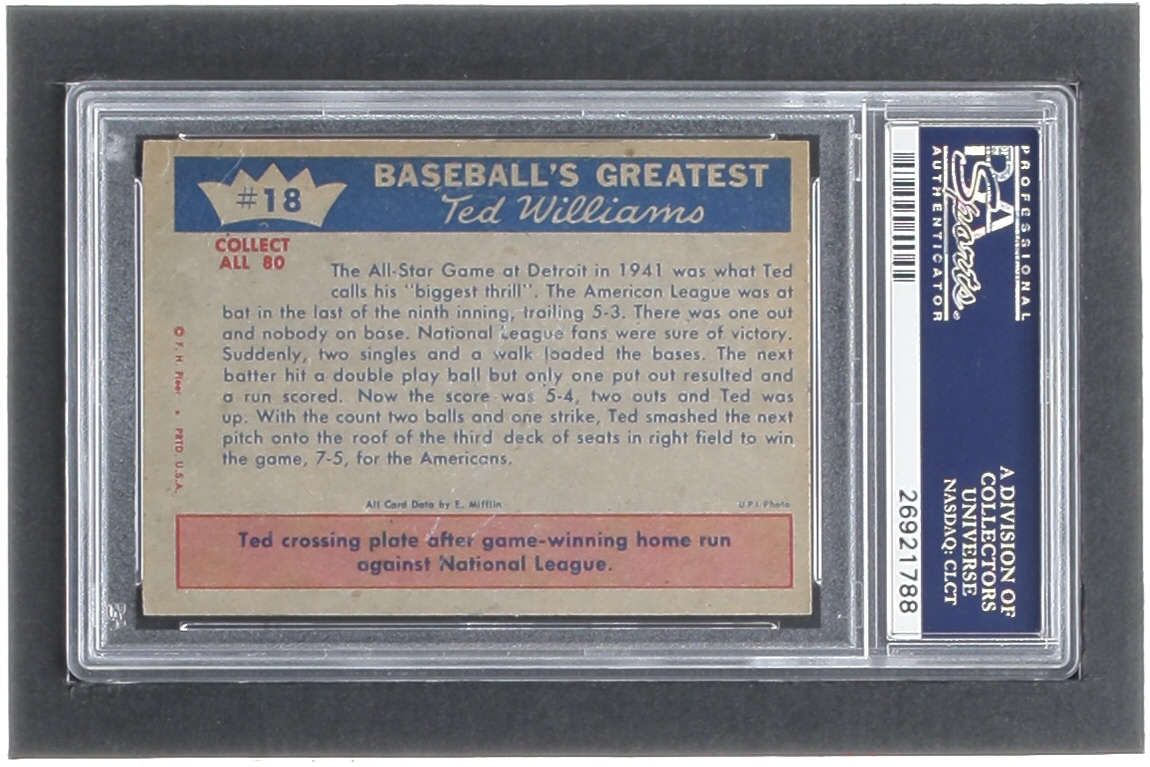 #18
BASEBALL'S GREATEST
Ted Williams
COLLECT
ALL 80
The All-Star Game at Detroit in 1941 was what Ted
calls his "biggest thrill". The American League was at
bat in the last of the ninth inning, trailing 5-3. There was one out
and nobody on base. National League fans were sure of victory.
Suddenly, two singles and a walk loaded the bases. The next
batter hit a double play ball but only one put out resulted and
a run scored. Now the score was 5-4, two outs and Ted was
up. With the count two balls and one strike, Ted smashed the next
pitch onto the roof of the third deck of seats in right field to win
the game, 7-5, for the Americans.
© F. H. Fleer • PRTD. U.S.A.
All Card Data by E. Mifflin
U.P.I. Photo
Ted crossing plate after game-winning home run
against National League.
PROFESSIONAL
PSA
Sports
AUTHENTICATOR
A DIVISION OF
COLLECTORS
UNIVERSE
NASDAQ: CLCT
26921788